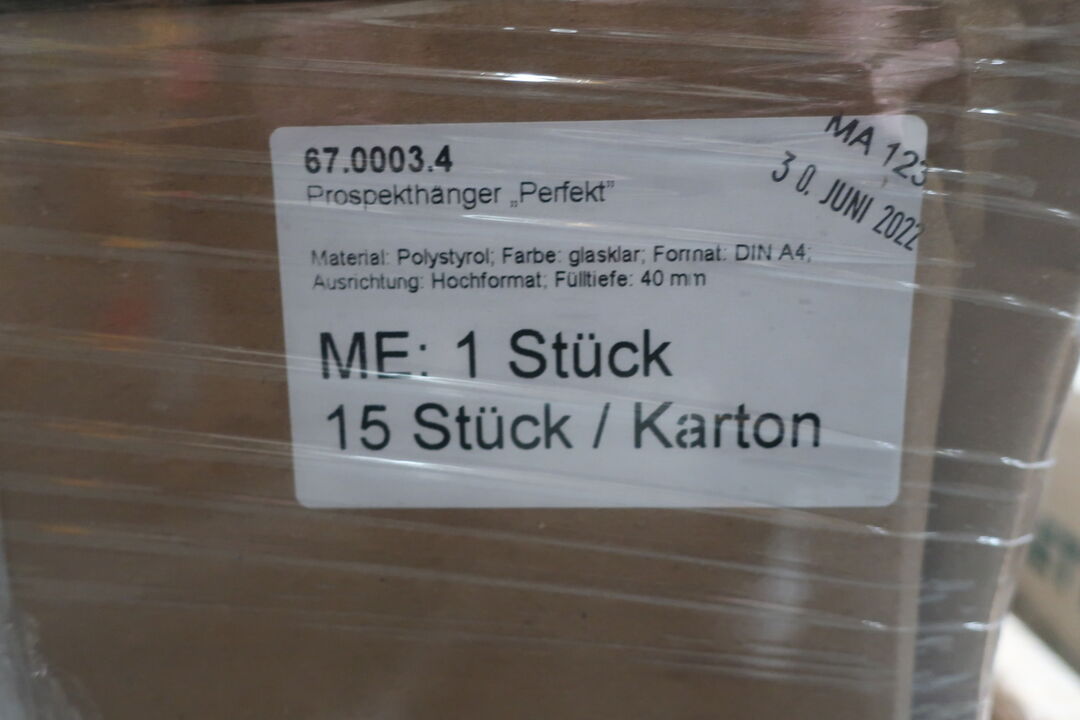 67.0003.4
Prospekthänger „Perfekt”
MA 123
30. JUNI 2022
Material: Polystyrol; Farbe: glasklar; Format: DIN A4;
Ausrichtung: Hochformat; Fülltiefe: 40 mm
ME: 1 Stück
15 Stück / Karton